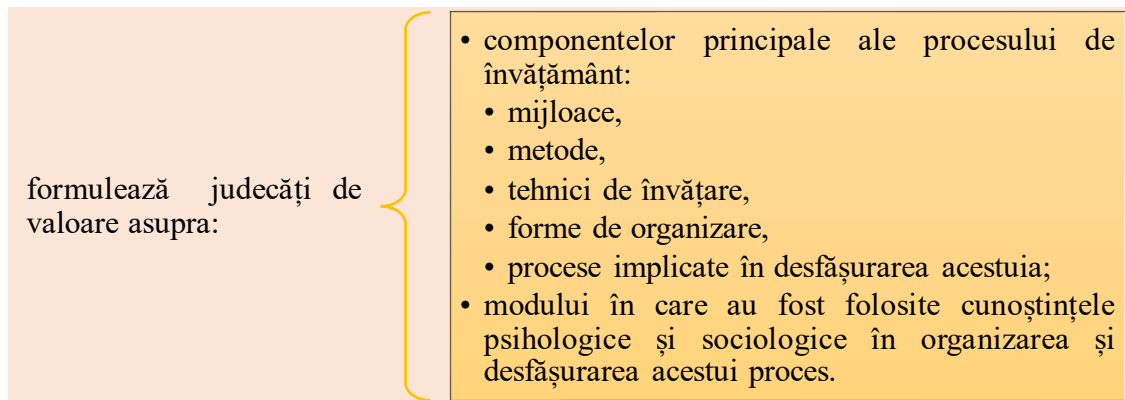 formulează judecăți de
valoare asupra:
• componentelor principale ale procesului de
învățământ:
• mijloace,
• metode,
• tehnici de învățare,
• forme de organizare,
• procese implicate în desfășurarea acestuia;
• modului în care au fost folosite cunoștințele
psihologice și sociologice în organizarea și
desfășurarea acestui proces.